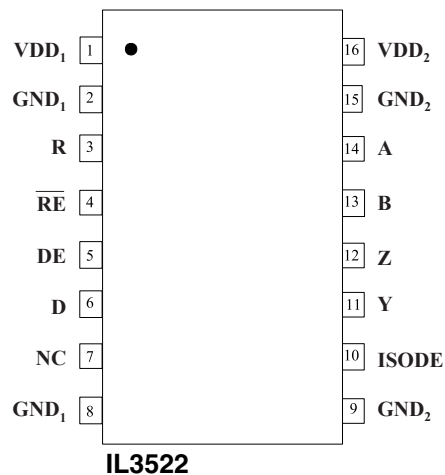 VDD₁ 1 16 VDD₂
GND₁ 2 15 GND₂
R 3 14 A
R̅E̅ 4 13 B
DE 5 12 Z
D 6 11 Y
NC 7 10 ISODE
GND₁ 8 9 GND₂
IL3522